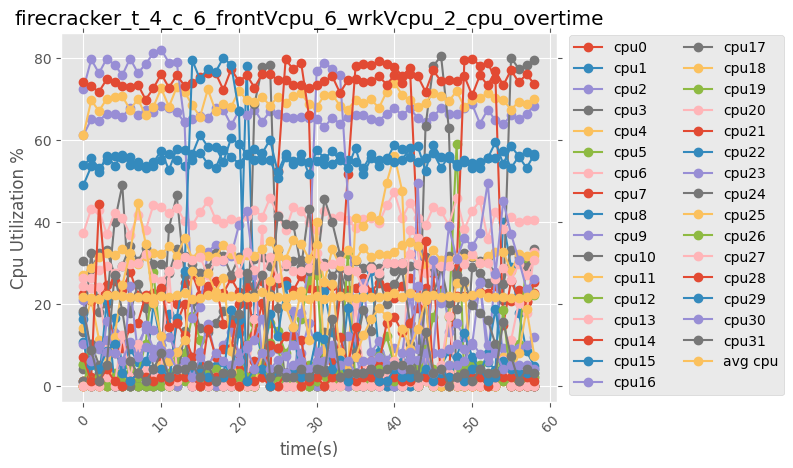 firecracker_t_4_c_6_frontVcpu_6_wrkVcpu_2_cpu_overtime
Cpu Utilization %
80
60
40
20
0
0 10 20 30 40 50 60
time(s)
cpu0
cpu1
cpu2
cpu3
cpu4
cpu5
cpu6
cpu7
cpu8
cpu9
cpu10
cpu11
cpu12
cpu13
cpu14
cpu15
cpu16
cpu17
cpu18
cpu19
cpu20
cpu21
cpu22
cpu23
cpu24
cpu25
cpu26
cpu27
cpu28
cpu29
cpu30
cpu31
avg cpu